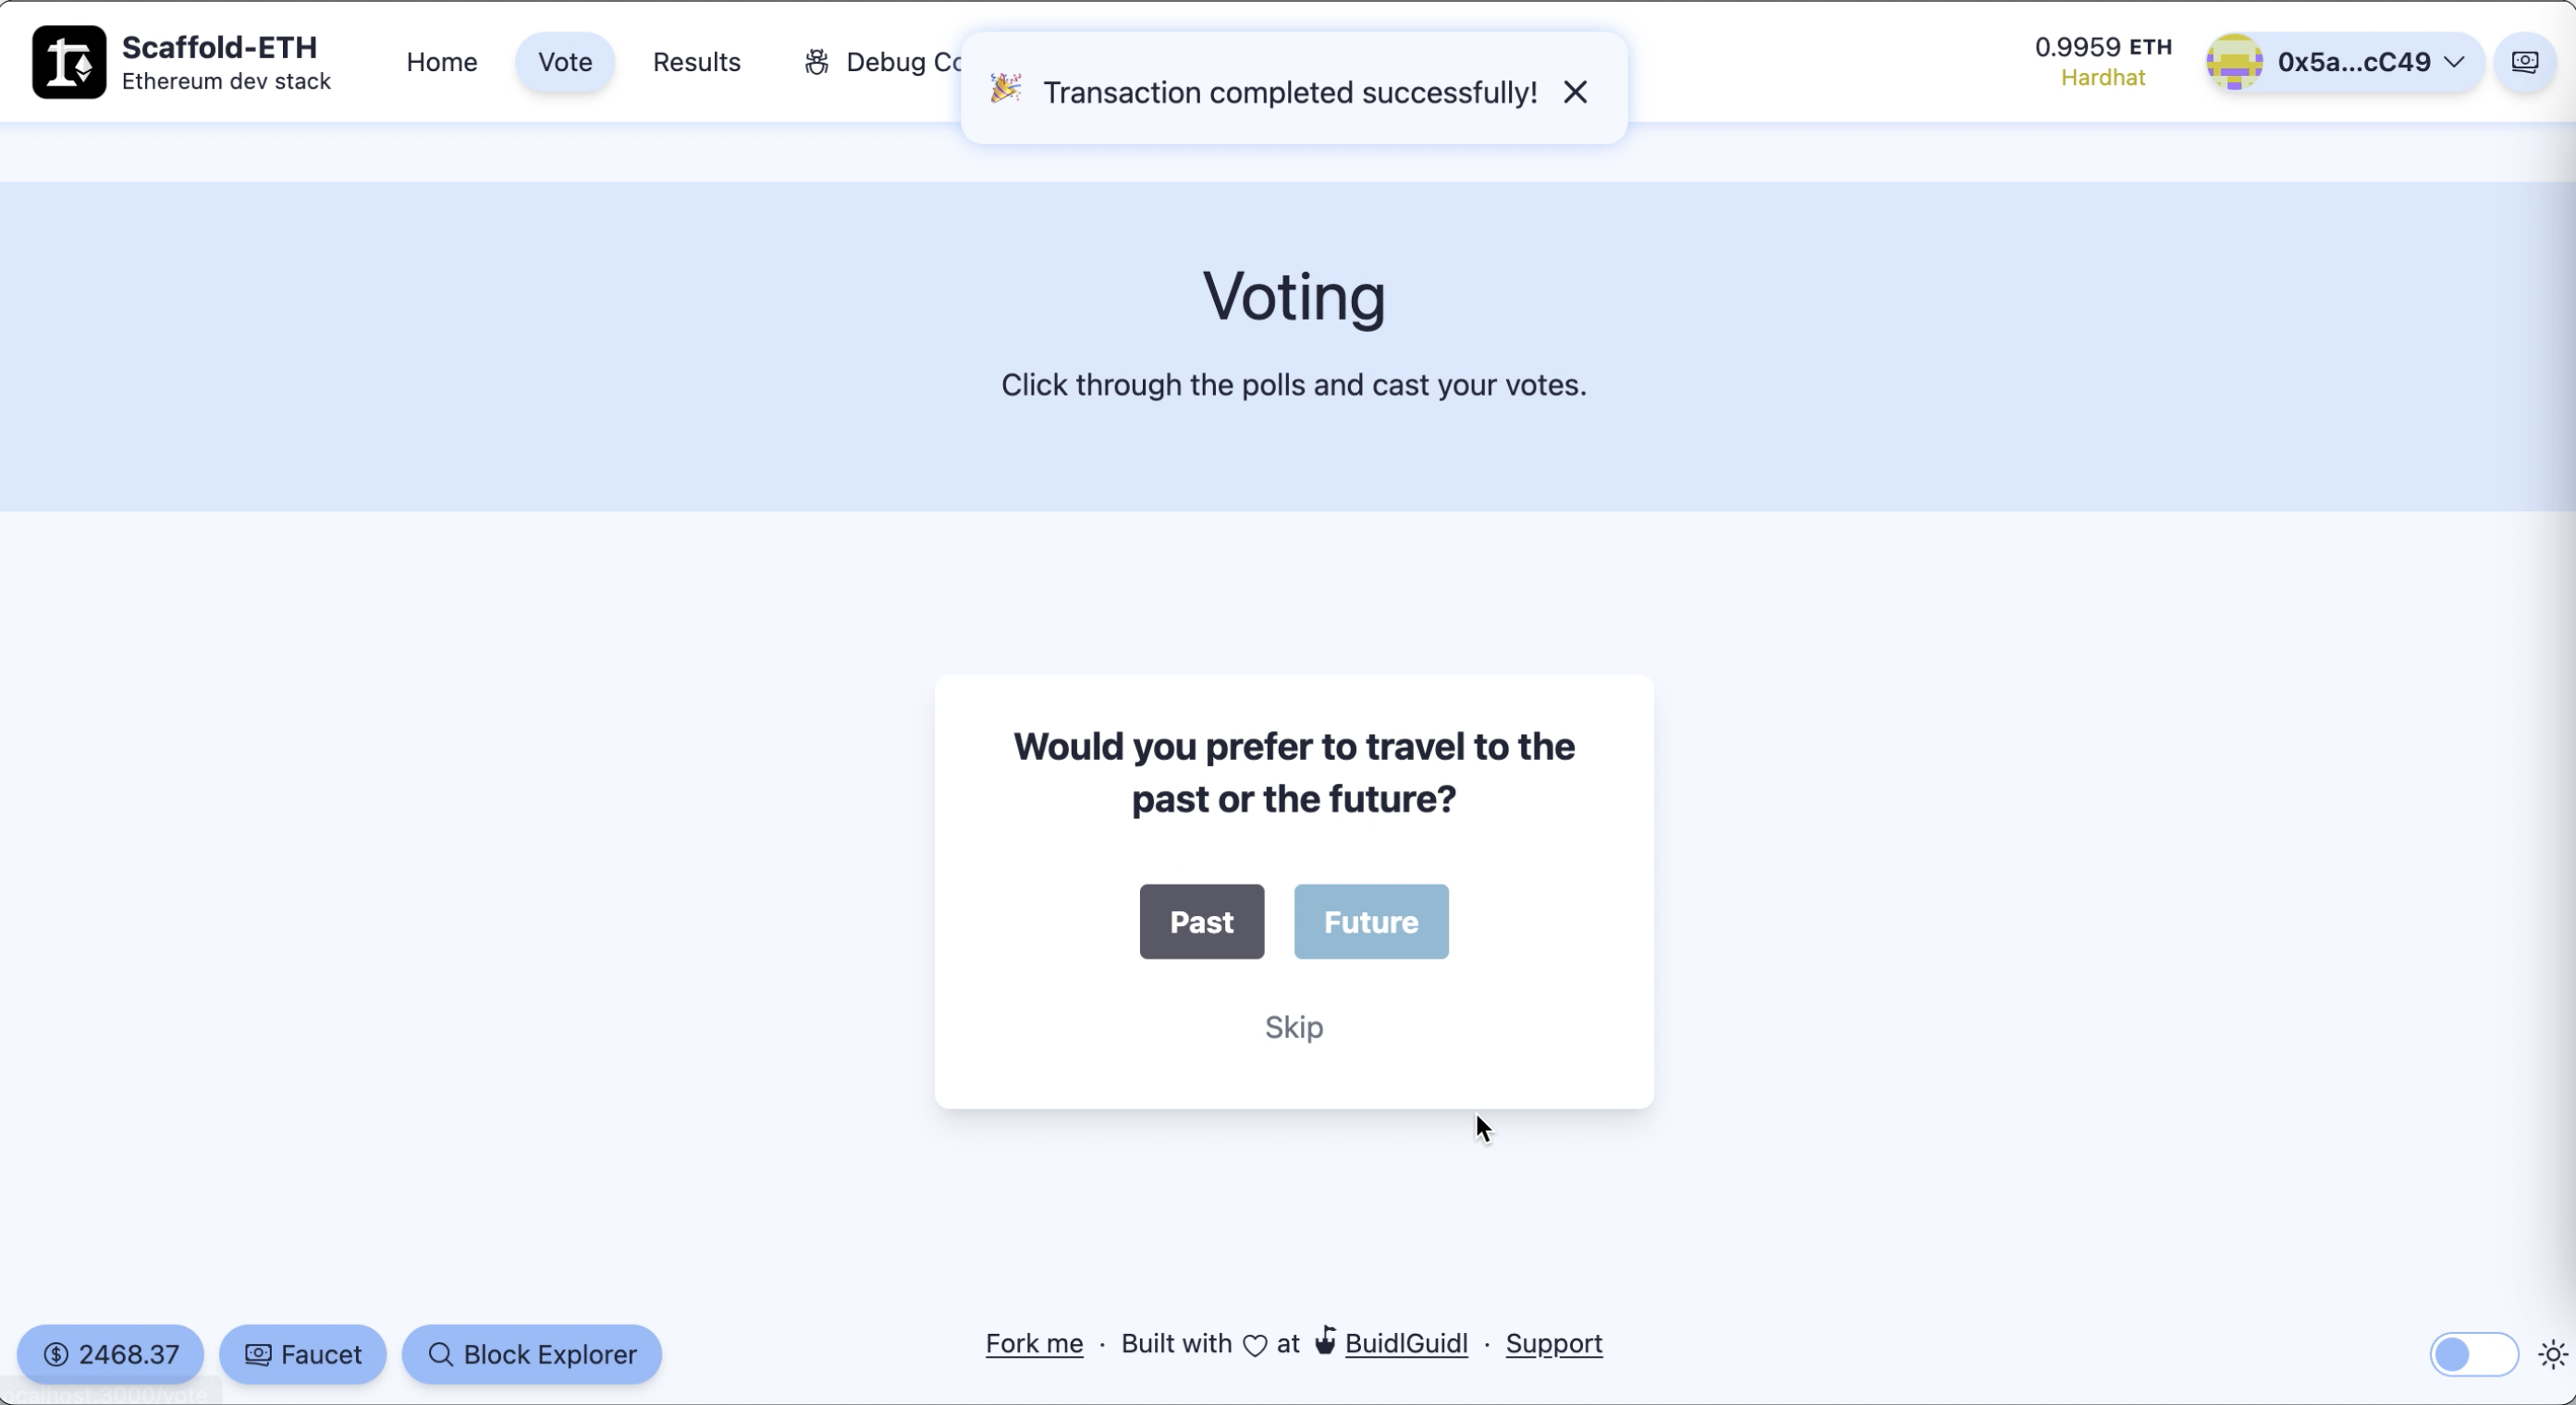 Scaffold-ETH
Ethereum dev stack
Home
Vote
Results
Debug Co
🎉 Transaction completed successfully!
0.9959 ETH
Hardhat
0x5a...cC49
Voting
Click through the polls and cast your votes.
Would you prefer to travel to the
past or the future?
Past
Future
Skip
2468.37
Faucet
Block Explorer
Fork me · Built with ♡ at BuidlGuidl · Support
ocalhost:3000/vote